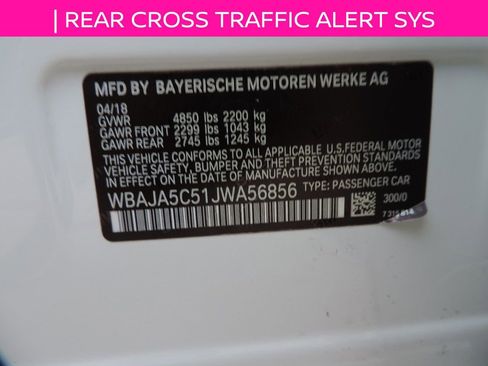 | REAR CROSS TRAFFIC ALERT SYS
MFD BY BAYERISCHE MOTOREN WERKE AG
04/18
GVWR 4850 lbs 2200 kg
GAWR FRONT 2299 lbs 1043 kg
GAWR REAR 2745 lbs 1245 kg
THIS VEHICLE CONFORMS TO ALL APPLICABLE U.S.FEDERAL MOTOR
VEHICLE SAFETY, BUMPER AND THEFT PREVENTION STANDARDS
IN EFFECT ON THE DATE OF MANUFACTURE SHOWN ABOVE.
WBAJA5C51JWA56856 TYPE: PASSENGER CAR
300/0
7315814